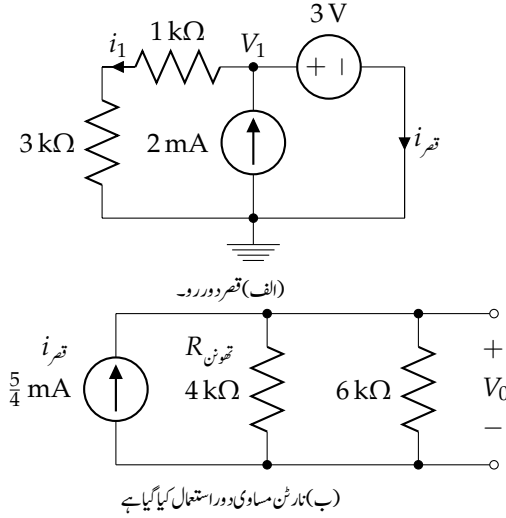 3 V
1 kΩ
i₁
V₁
+ −
3 kΩ
2 mA
i قصر
(الف) قصر دور رو۔
i قصر
5/4 mA
R تھونن
4 kΩ
6 kΩ
+
V₀
−
(ب) نارٹن مساوی دور استعمال کیا گیا ہے